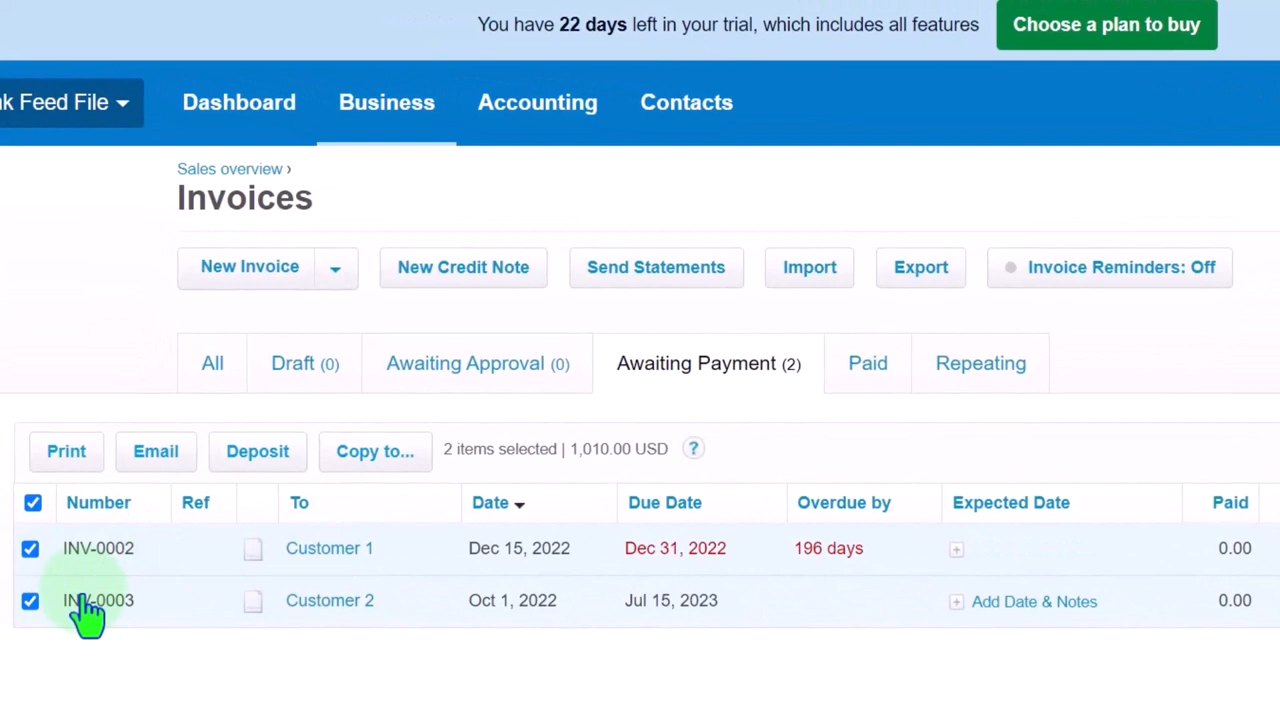 You have 22 days left in your trial, which includes all features
Choose a plan to buy
nk Feed File Dashboard Business Accounting Contacts
Sales overview ›
Invoices
New Invoice New Credit Note Send Statements Import Export Invoice Reminders: Off
All Draft (0) Awaiting Approval (0) Awaiting Payment (2) Paid Repeating
Print Email Deposit Copy to... 2 items selected | 1,010.00 USD ?
Number Ref To Date Due Date Overdue by Expected Date Paid
INV-0002 Customer 1 Dec 15, 2022 Dec 31, 2022 196 days 0.00
INV-0003 Customer 2 Oct 1, 2022 Jul 15, 2023 Add Date & Notes 0.00